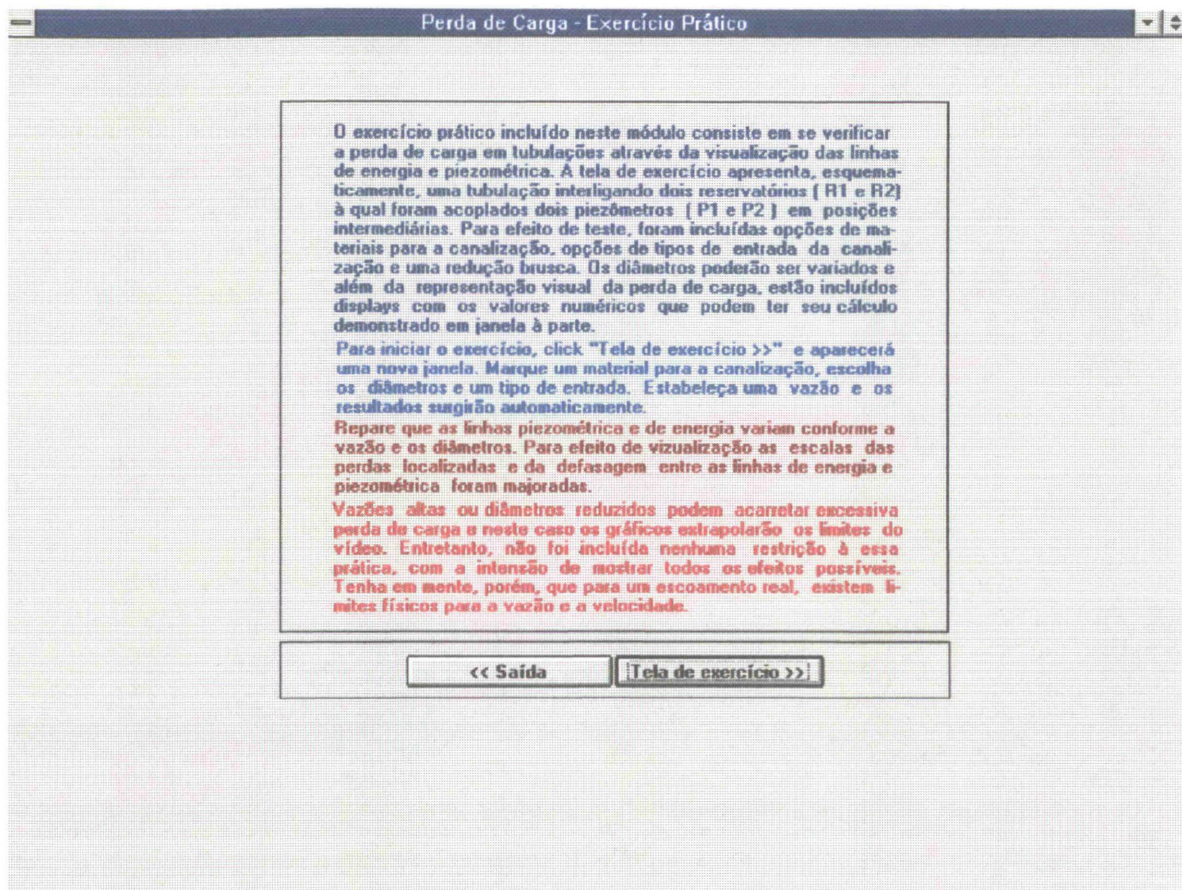 Perda de Carga - Exercício Prático
O exercício prático incluído neste módulo consiste em se verificar
a perda de carga em tubulações através da visualização das linhas
de energia e piezométrica. A tela de exercício apresenta, esquema-
ticamente, uma tubulação interligando dois reservatórios ( R1 e R2)
à qual foram acoplados dois piezômetros ( P1 e P2 ) em posições
intermediárias. Para efeito de teste, foram incluídas opções de ma-
teriais para a canalização, opções de tipos de entrada da canali-
zação e uma redução brusca. Os diâmetros poderão ser variados e
além da representação visual da perda de carga, estão incluídos
displays com os valores numéricos que podem ter seu cálculo
demonstrado em janela à parte.
Para iniciar o exercício, click "Tela de exercício >>" e aparecerá
uma nova janela. Marque um material para a canalização, escolha
os diâmetros e um tipo de entrada. Estabeleça uma vazão e os
resultados surgirão automaticamente.
Repare que as linhas piezométrica e de energia variam conforme a
vazão e os diâmetros. Para efeito de vizualização as escalas das
perdas localizadas e da defasagem entre as linhas de energia e
piezométrica foram majoradas.
Vazões altas ou diâmetros reduzidos podem acarretar excessiva
perda de carga e neste caso os gráficos extrapolarão os limites do
vídeo. Entretanto, não foi incluída nenhuma restrição à essa
prática, com a intensão de mostrar todos os efeitos possíveis.
Tenha em mente, porém, que para um escoamento real, existem li-
mites físicos para a vazão e a velocidade.
<< Saída
Tela de exercício >>